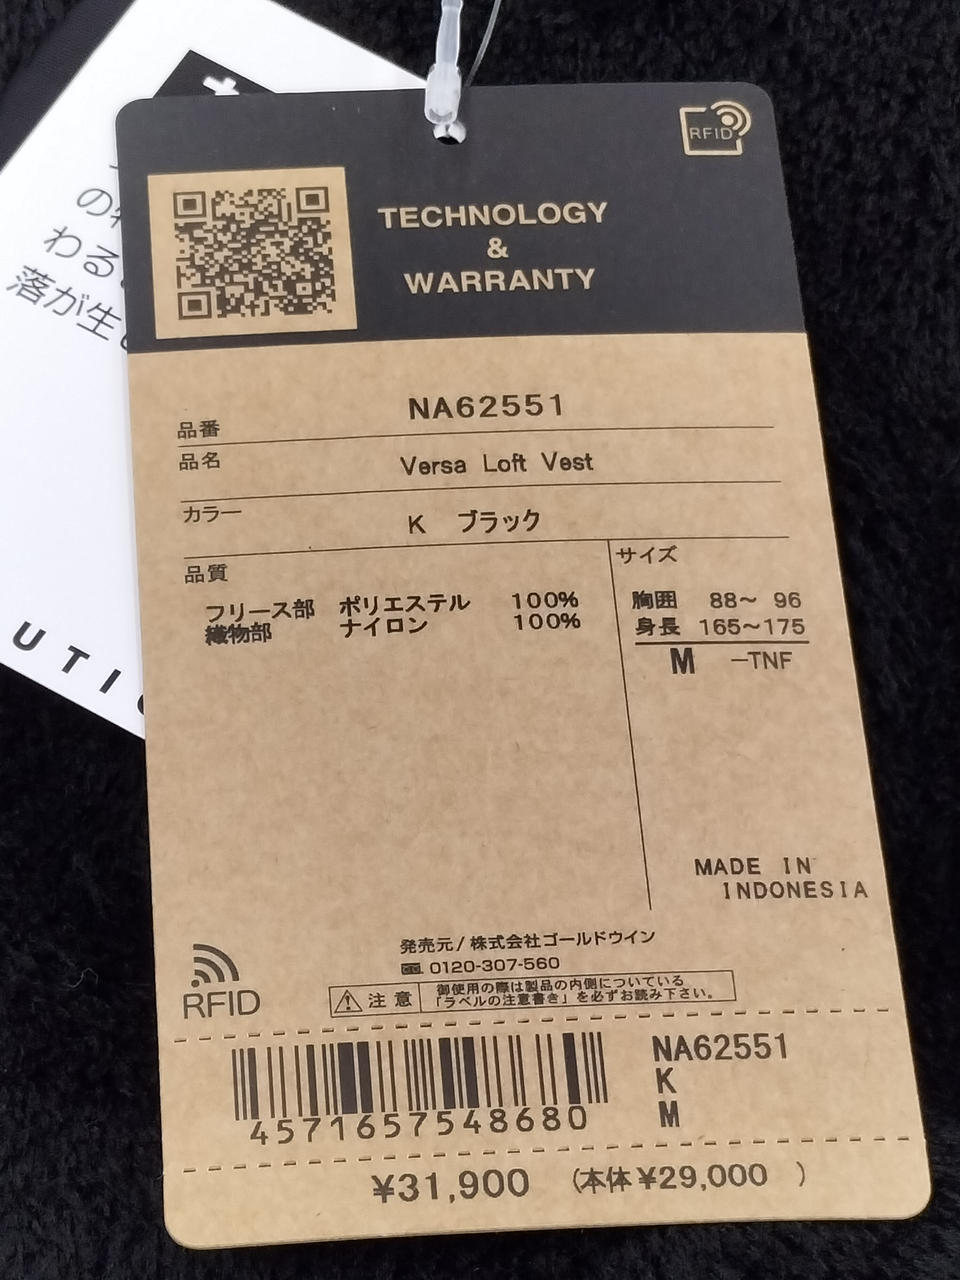 の
わる
落が生
UTI
RFID
TECHNOLOGY
&
WARRANTY
品番 NA62551
品名 Versa Loft Vest
カラー K ブラック
品質
フリース部 ポリエステル 100%
織物部 ナイロン 100%
サイズ
胸囲 88～ 96
身長 165～175
M －TNF
MADE IN
INDONESIA
発売元/株式会社ゴールドウイン
0120-307-560
RFID
注意
御使用の際は製品の内側についている
「ラベルの注意書き」を必ずお読み下さい。
4571657548680
NA62551
K
M
¥31,900 (本体¥29,000 )